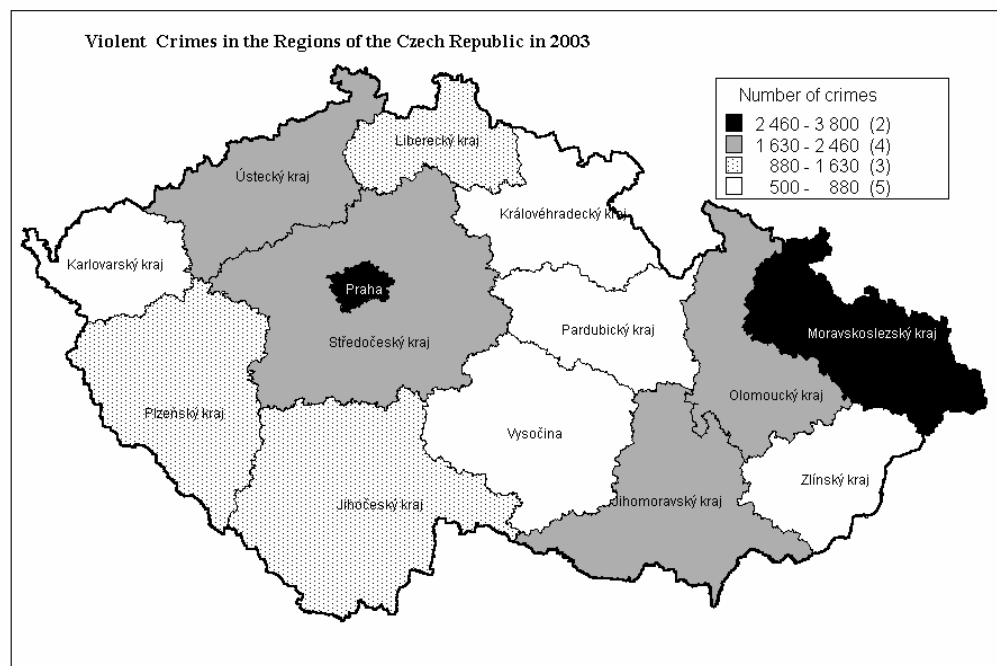 Violent Crimes in the Regions of the Czech Republic in 2003
Number of crimes
2 460 - 3 800 (2)
1 630 - 2 460 (4)
880 - 1 630 (3)
500 - 880 (5)
Liberecký kraj
Ústecký kraj
Královéhradecký kraj
Karlovarský kraj
Praha
Pardubický kraj
Moravskoslezský kraj
Středočeský kraj
Olomoucký kraj
Plzeňský kraj
Vysočina
Zlínský kraj
Jihočeský kraj
Jihomoravský kraj